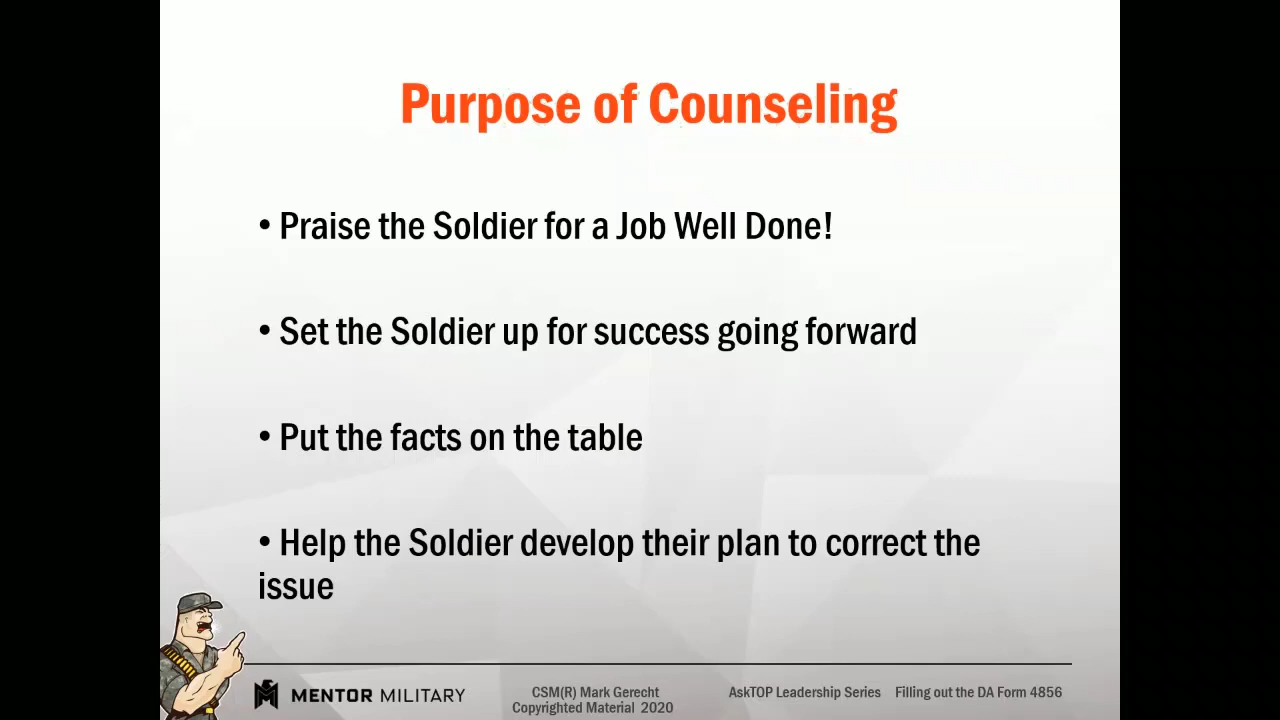 Purpose of Counseling
• Praise the Soldier for a Job Well Done!
• Set the Soldier up for success going forward
• Put the facts on the table
• Help the Soldier develop their plan to correct the
issue
MENTOR MILITARY
CSM(R) Mark Gerecht
Copyrighted Material 2020
AskTOP Leadership Series Filling out the DA Form 4856